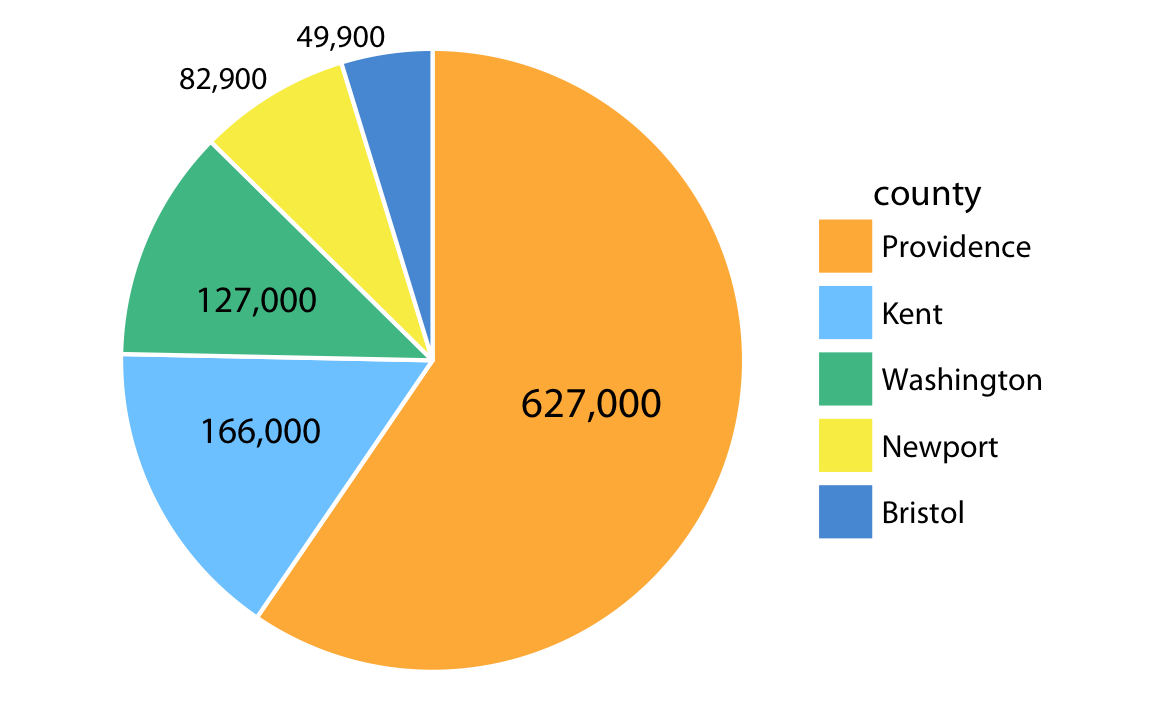 49,900
82,900
127,000
166,000
627,000
county
Providence
Kent
Washington
Newport
Bristol